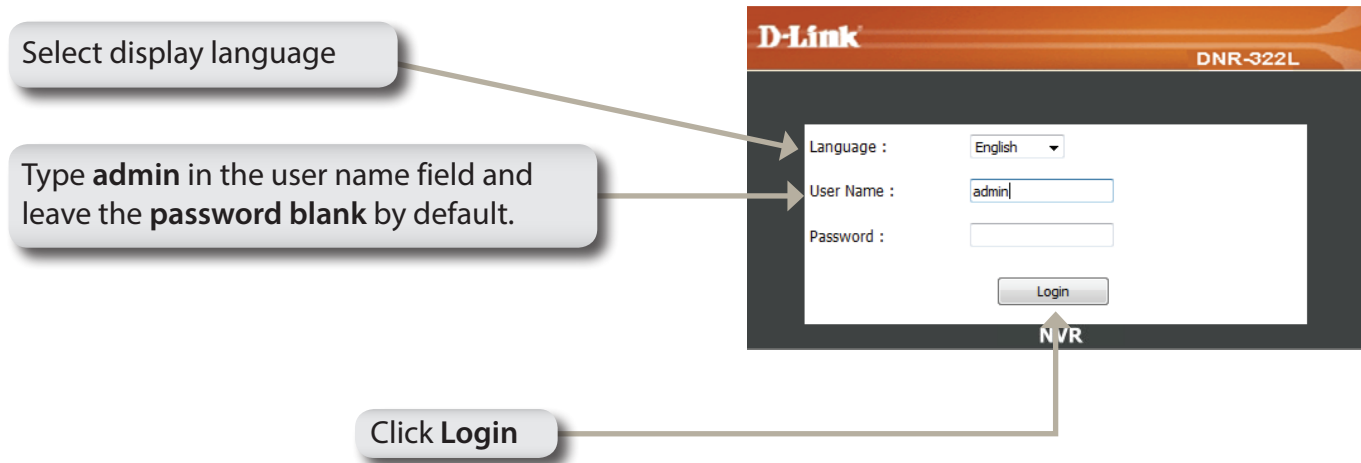 D-Link
DNR-322L
Select display language
Language :
English
Type admin in the user name field and
leave the password blank by default.
User Name :
admin
Password :
Login
NVR
Click Login